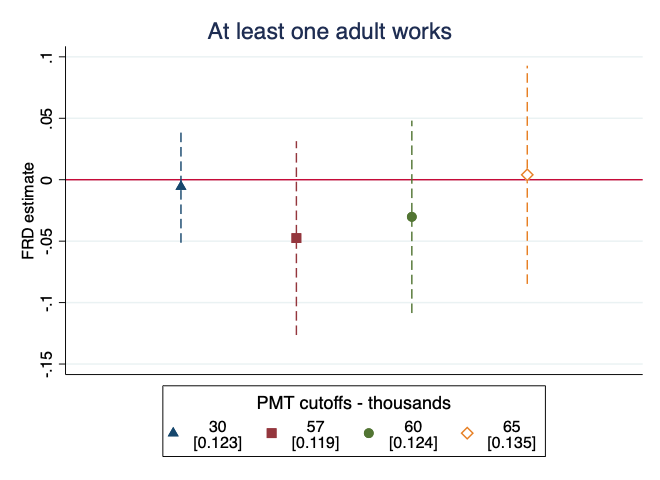 At least one adult works
.1
.05
0
-.05
-.1
-.15
FRD estimate
PMT cutoffs - thousands
30 57 60 65
[0.123] [0.119] [0.124] [0.135]